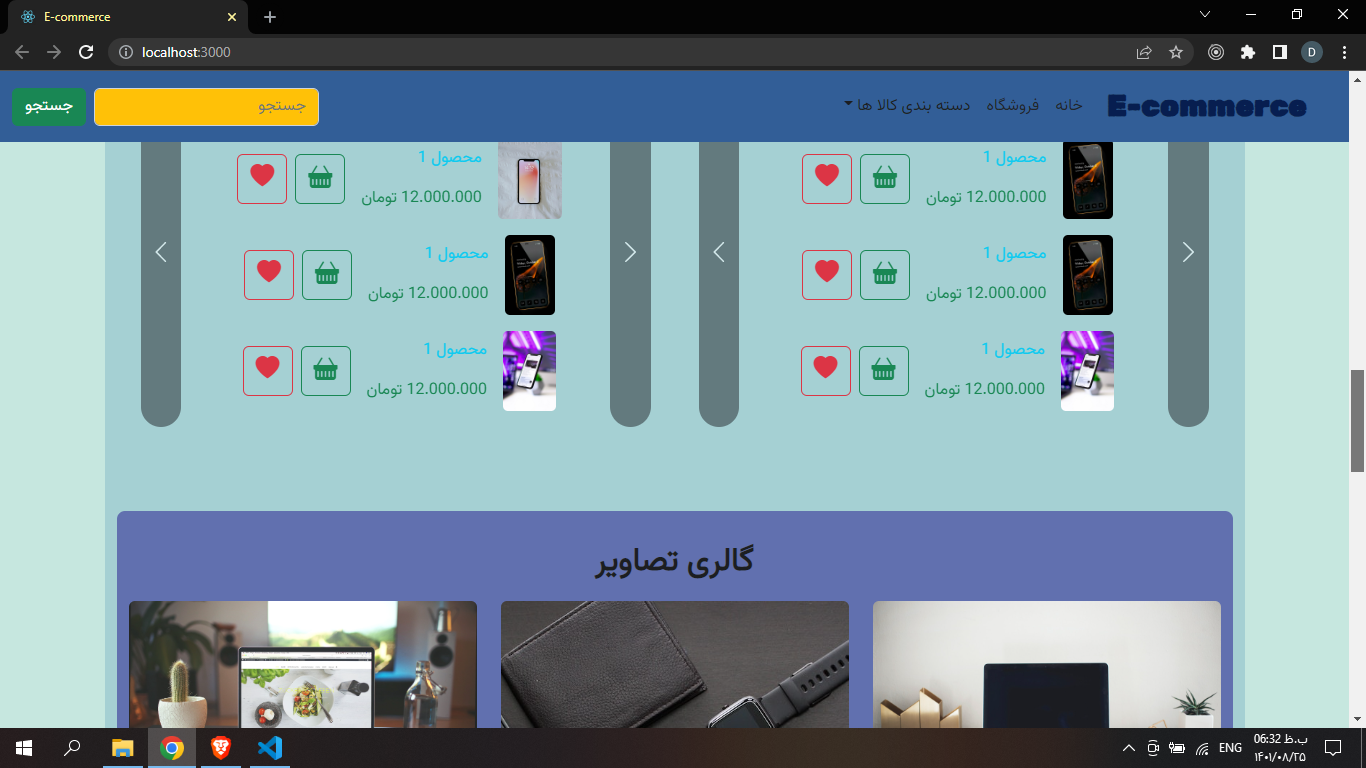 E-commerce
localhost:3000
D
E-commerce
خانه
فروشگاه
دسته بندی کالا ها
جستجو
جستجو
محصول 1
12.000.000 تومان
محصول 1
12.000.000 تومان
محصول 1
12.000.000 تومان
محصول 1
12.000.000 تومان
محصول 1
12.000.000 تومان
محصول 1
12.000.000 تومان
گالری تصاویر
ENG
06:32 ب.ظ
۱۴۰۱/۰۸/۲۵